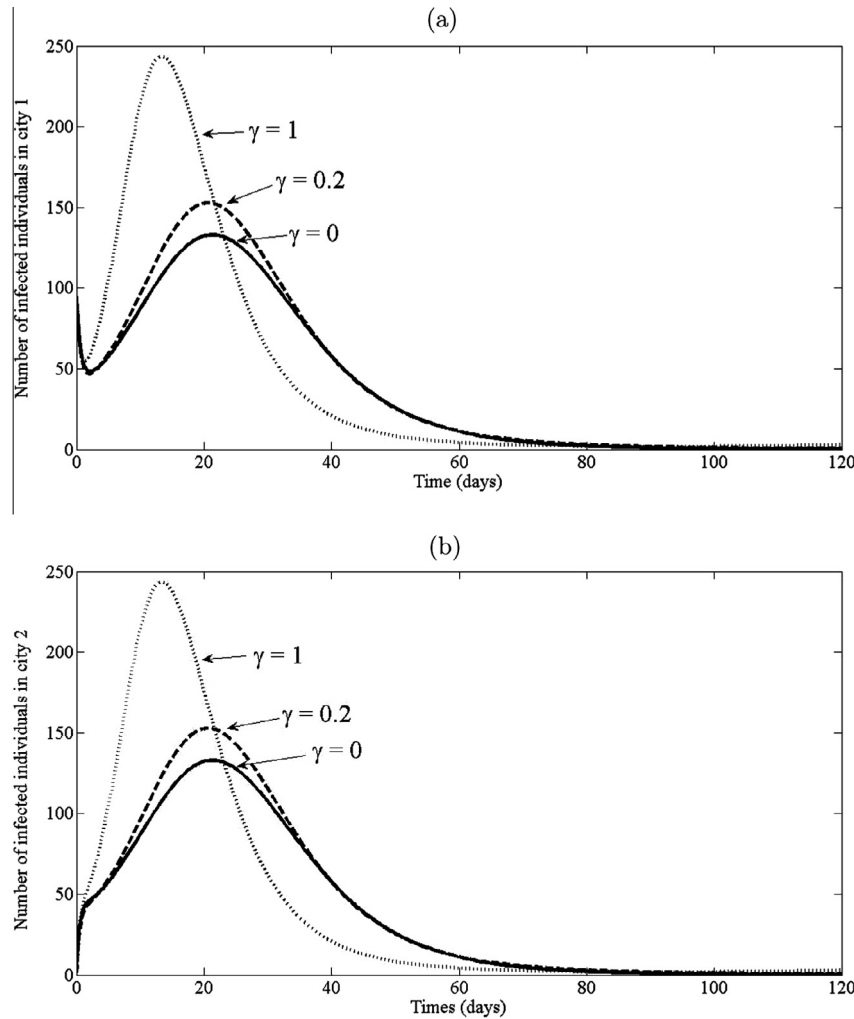 (a)
Number of infected individuals in city 1
250
200
150
100
50
0
γ = 1
γ = 0.2
γ = 0
0 20 40 60 80 100 120
Time (days)
(b)
Number of infected individuals in city 2
250
200
150
100
50
0
γ = 1
γ = 0.2
γ = 0
0 20 40 60 80 100 120
Times (days)